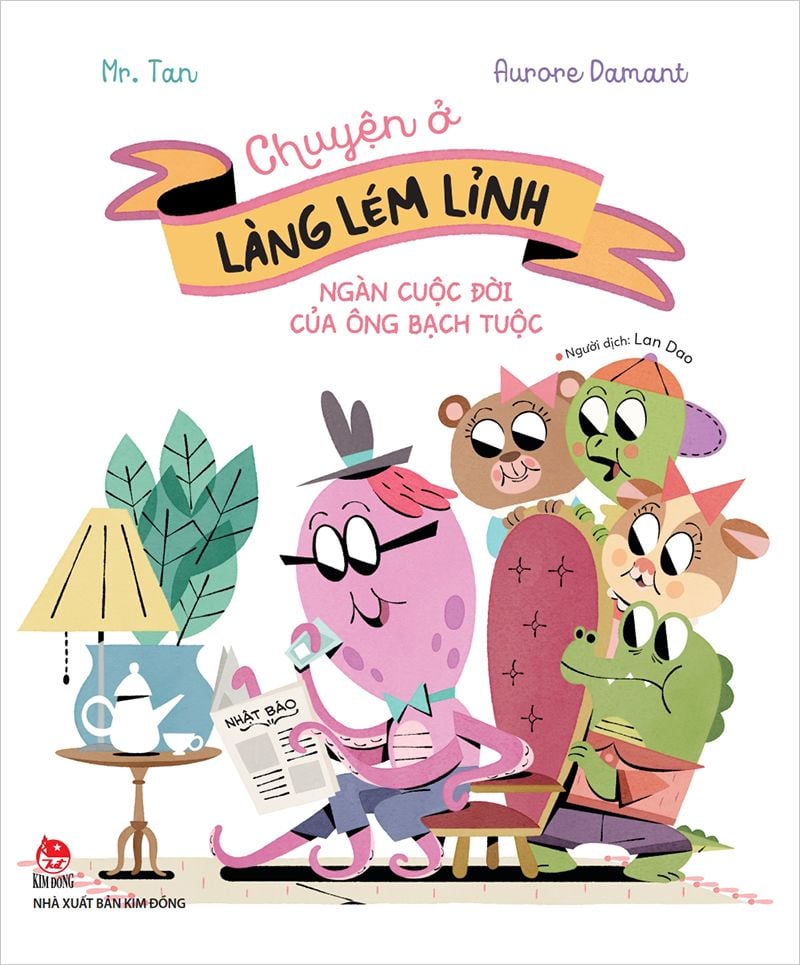 Mr. Tan
Aurore Damant
Chuyện ở
LÀNG LÉM LỈNH
NGÀN CUỘC ĐỜI
CỦA ÔNG BẠCH TUỘC
Người dịch: Lan Dao
NHẬT BÁO
KIM ĐỒNG
NHÀ XUẤT BẢN KIM ĐỒNG